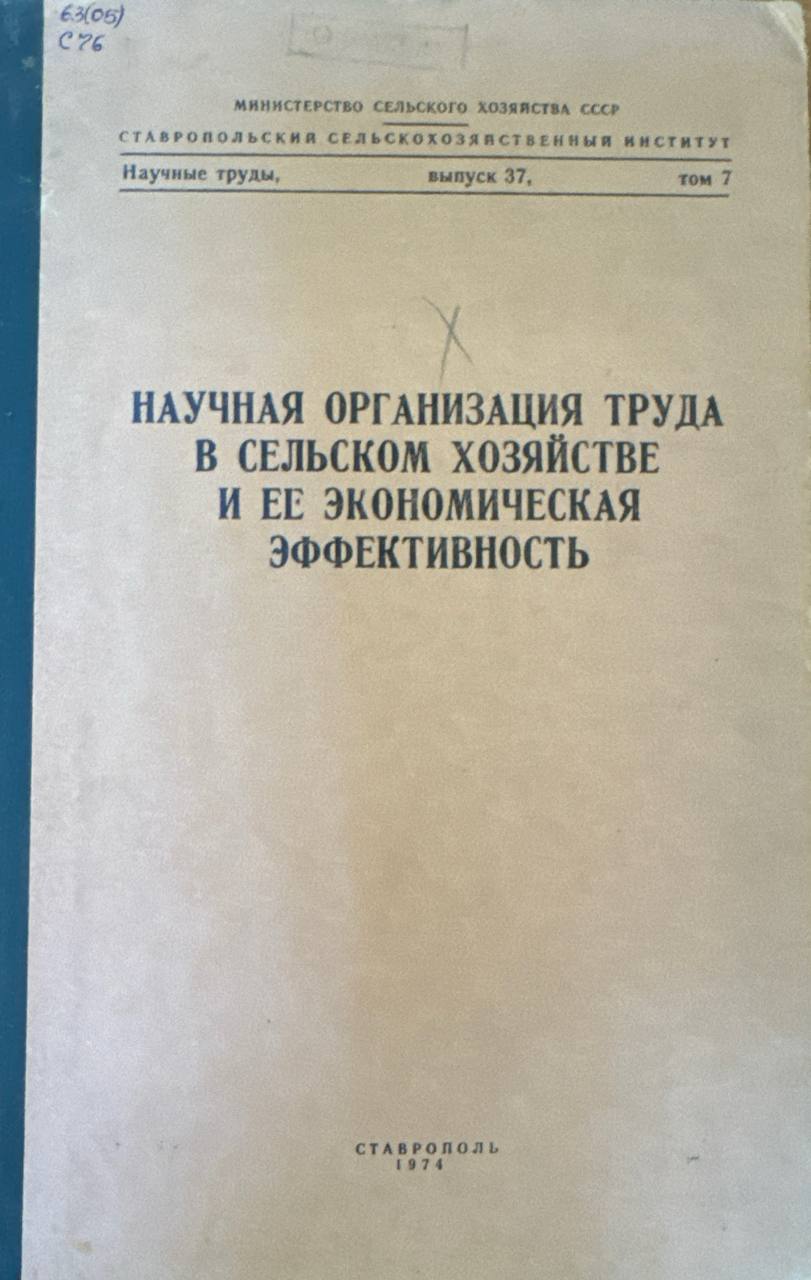 63(05)
С76
МИНИСТЕРСТВО СЕЛЬСКОГО ХОЗЯЙСТВА СССР
СТАВРОПОЛЬСКИЙ СЕЛЬСКОХОЗЯЙСТВЕННЫЙ ИНСТИТУТ
Научные труды, выпуск 37, том 7
НАУЧНАЯ ОРГАНИЗАЦИЯ ТРУДА
В СЕЛЬСКОМ ХОЗЯЙСТВЕ
И ЕЕ ЭКОНОМИЧЕСКАЯ
ЭФФЕКТИВНОСТЬ
СТАВРОПОЛЬ
1974